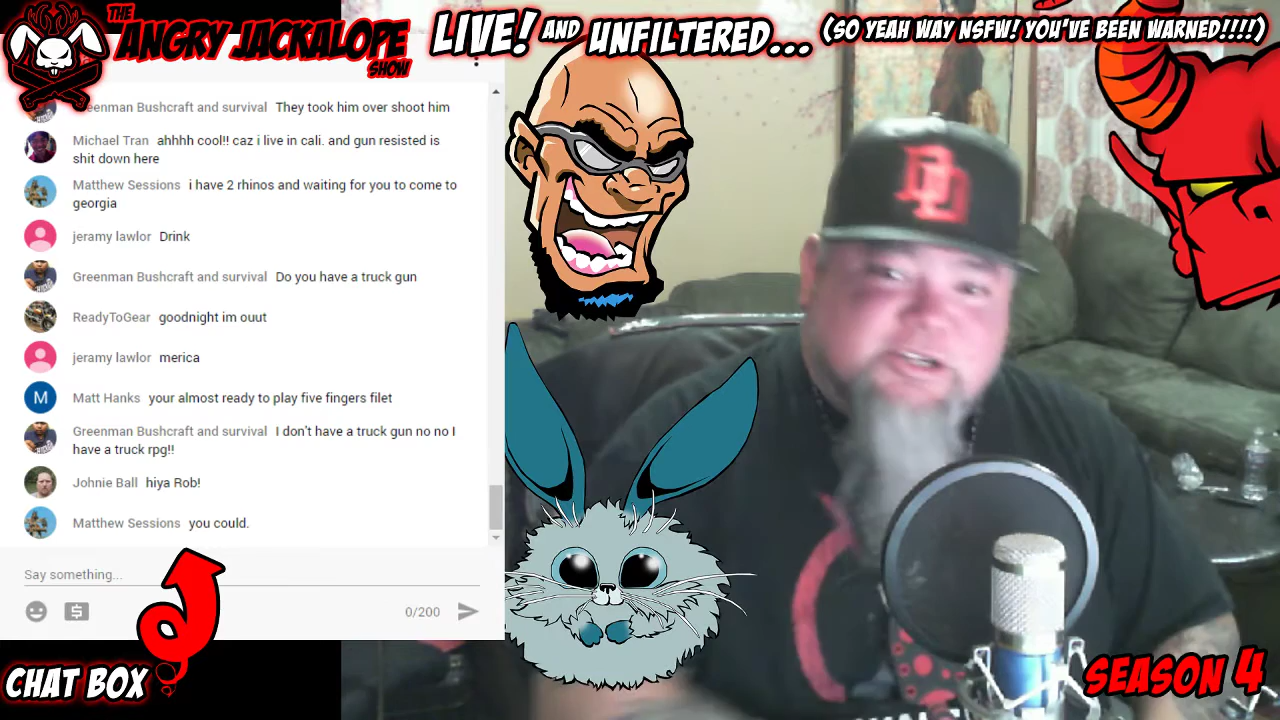 THE
ANGRY JACKALOPE
SHOW
LIVE! AND UNFILTERED... (SO YEAH WAY NSFW! YOU'VE BEEN WARNED!!!!)
eenman Bushcraft and survival They took him over shoot him
Michael Tran ahhhh cool!! caz i live in cali. and gun resisted is
shit down here
Matthew Sessions i have 2 rhinos and waiting for you to come to
georgia
jeramy lawlor Drink
Greenman Bushcraft and survival Do you have a truck gun
ReadyToGear goodnight im ouut
jeramy lawlor merica
M Matt Hanks your almost ready to play five fingers filet
Greenman Bushcraft and survival I don't have a truck gun no no I
have a truck rpg!!
Johnie Ball hiya Rob!
Matthew Sessions you could.
Say something...
0/200
CHAT BOX
SEASON 4